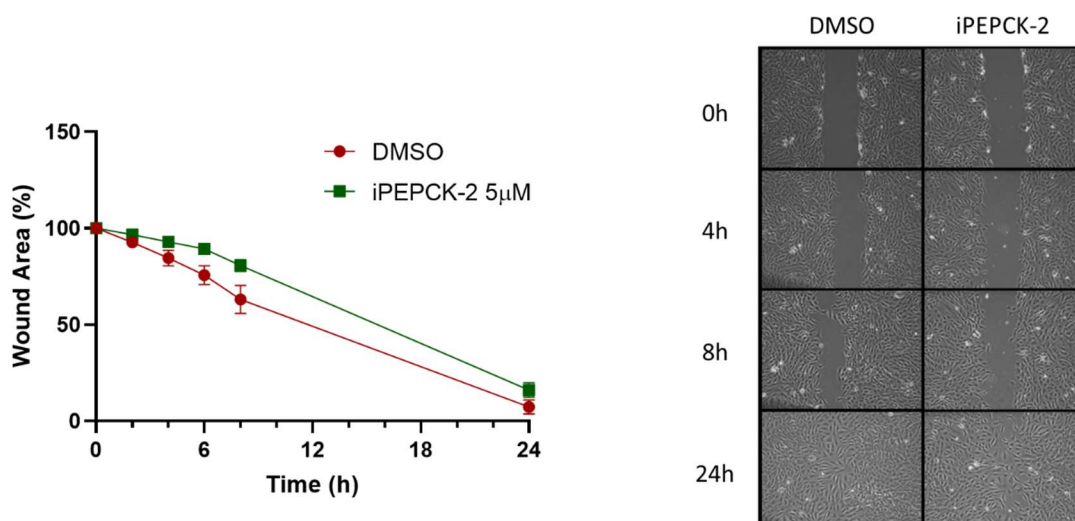 DMSO
iPEPCK-2 5μM
Wound Area (%)
150
100
50
0
0
6
12
18
24
Time (h)
DMSO iPEPCK-2
0h
4h
8h
24h